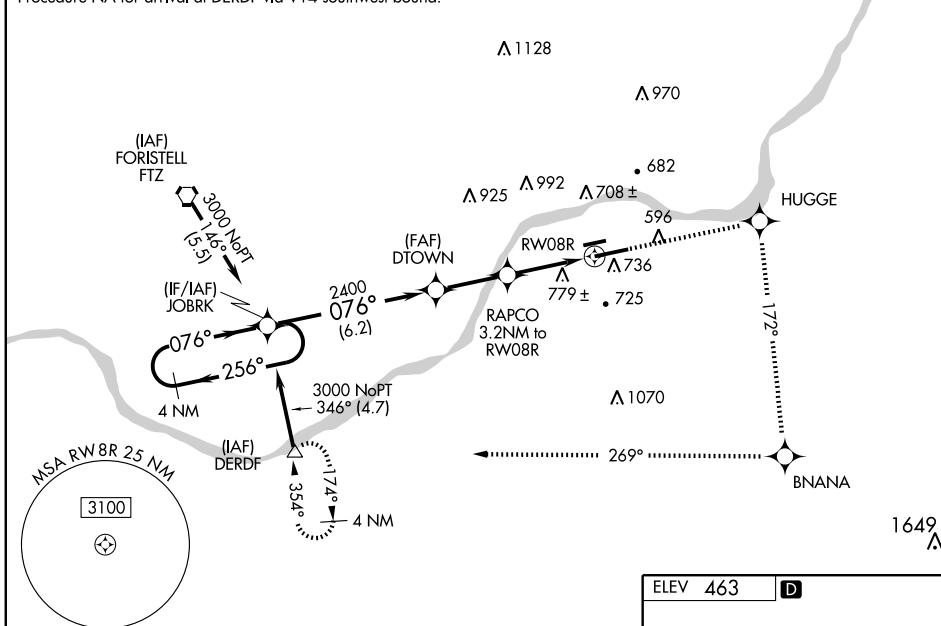 Procedure NA for arrival at DERDF via V14 southwest bound.
1128
970
(IAF)
FORISTELL
FTZ
682
925
992
708 ±
3000 NoPT
146°
(5.5)
596
HUGGE
(FAF)
DTOWN
RW08R
736
(IF/IAF)
JOBRK
2400
076°
(6.2)
779 ±
725
RAPCO
3.2NM to
RW08R
076°
256°
172°
4 NM
3000 NoPT
346° (4.7)
1070
(IAF)
DERDF
269°
BNANA
MSA RW8R 25 NM
3100
354°
174°
4 NM
1649
ELEV 463 D